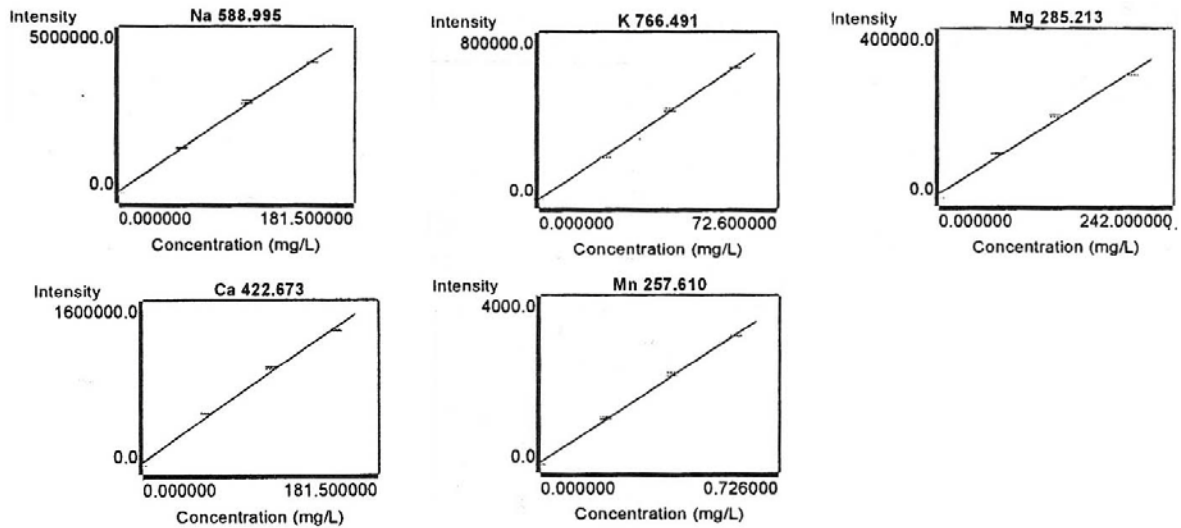 Intensity
Na 588.995
5000000.0
0.0
0.000000
181.500000
Concentration (mg/L)
Intensity
K 766.491
800000.0
0.0
0.000000
72.600000
Concentration (mg/L)
Intensity
Mg 285.213
400000.0
0.0
0.000000
242.000000
Concentration (mg/L)
Intensity
Ca 422.673
1600000.0
0.0
0.000000
181.500000
Concentration (mg/L)
Intensity
Mn 257.610
4000.0
0.0
0.000000
0.726000
Concentration (mg/L)